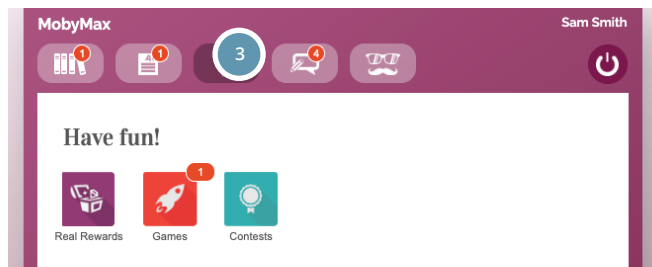 MobyMax
Sam Smith
1
1
3
4
Have fun!
1
Real Rewards
Games
Contests